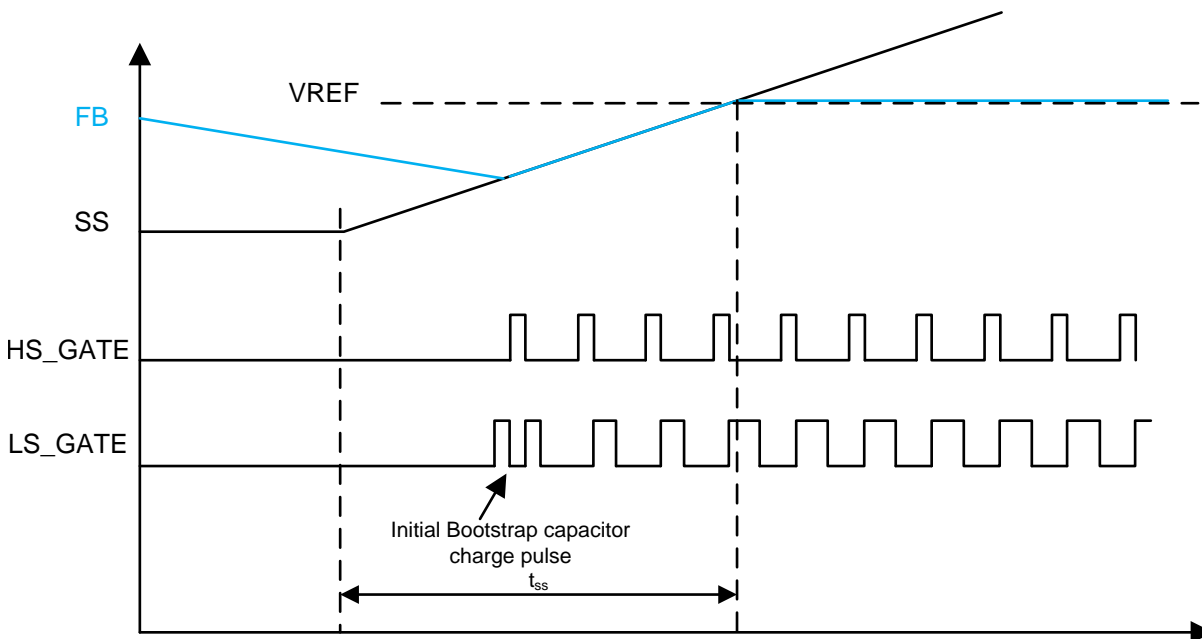 VREF
FB
SS
HS_GATE
LS_GATE
Initial Bootstrap capacitor
charge pulse
tss